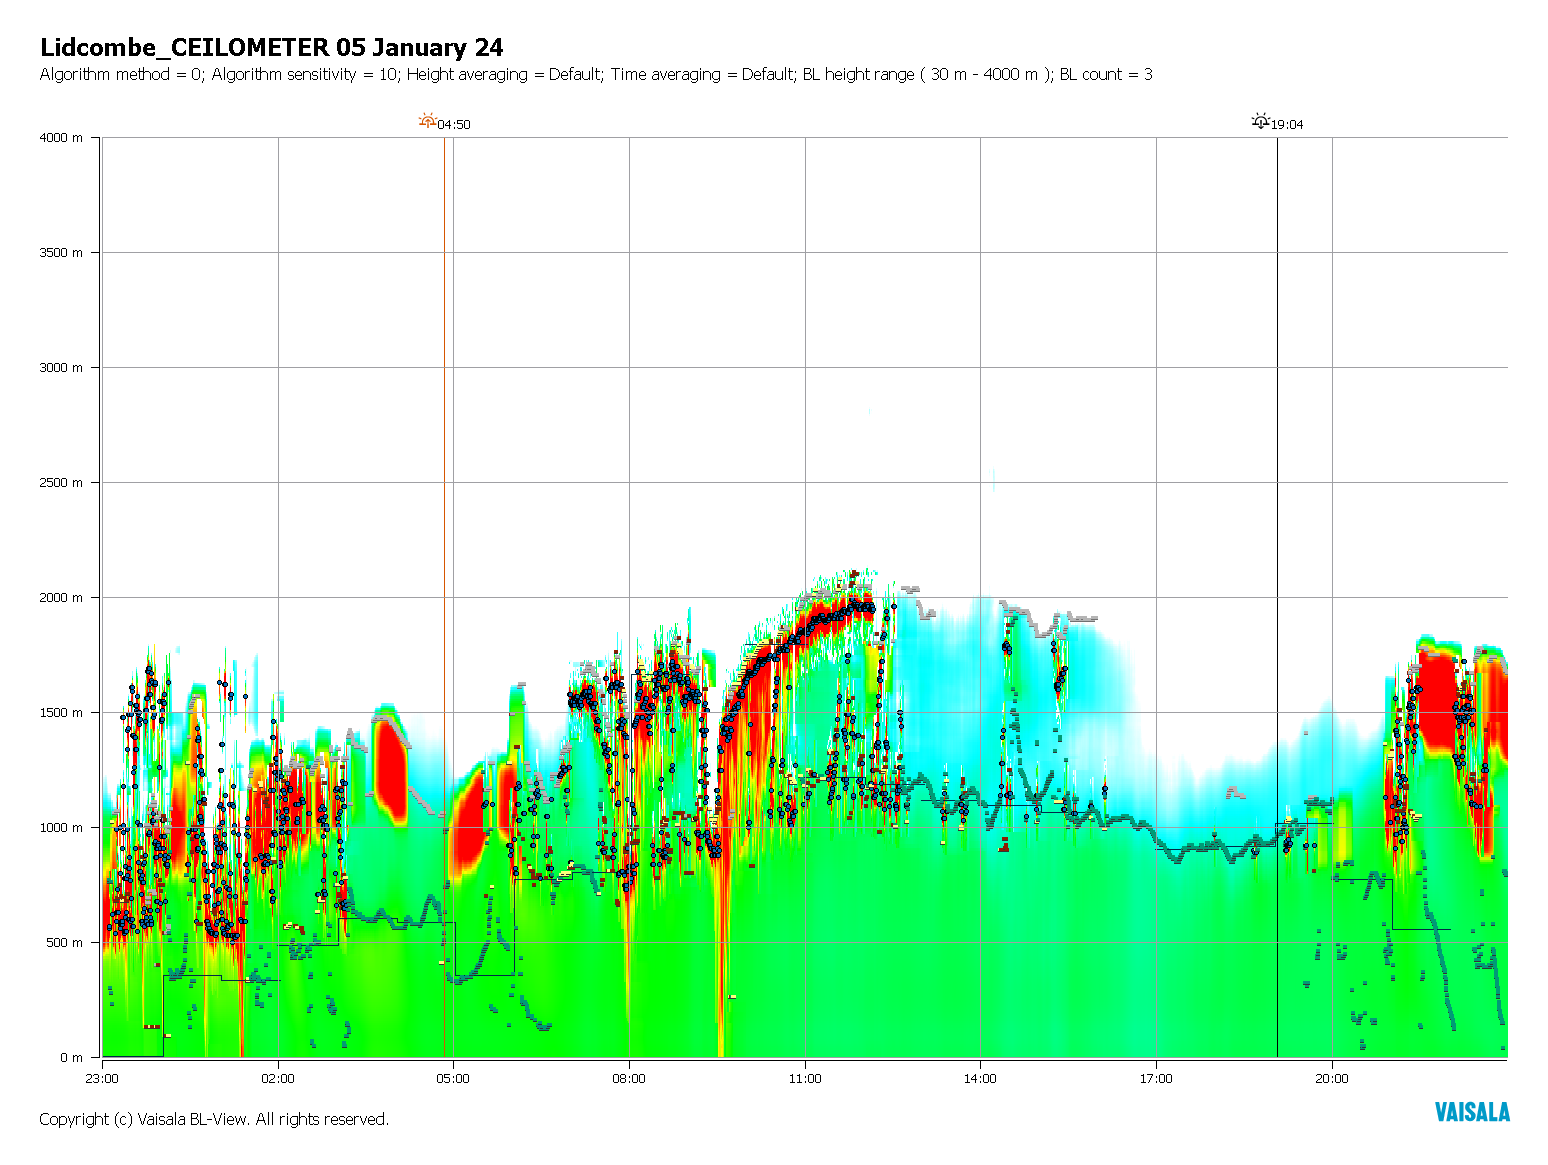 Lidcombe_CEILOMETER 05 January 24
Algorithm method = 0; Algorithm sensitivity = 10; Height averaging = Default; Time averaging = Default; BL height range ( 30 m - 4000 m ); BL count = 3
04:50
19:04
4000 m
3500 m
3000 m
2500 m
2000 m
1500 m
1000 m
500 m
0 m
23:00
02:00
05:00
08:00
11:00
14:00
17:00
20:00
Copyright (c) Vaisala BL-View. All rights reserved.
VAISALA